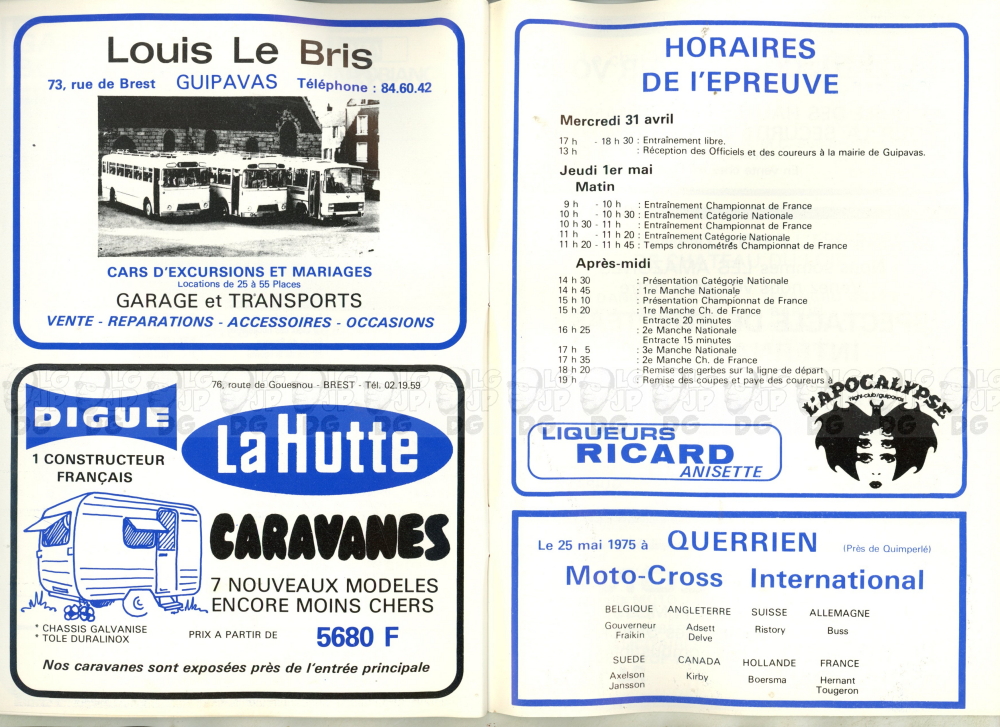 Louis Le Bris
73, rue de Brest GUIPAVAS Téléphone : 84.60.42
CARS D'EXCURSIONS ET MARIAGES
Locations de 25 à 55 Places
GARAGE et TRANSPORTS
VENTE - REPARATIONS - ACCESSOIRES - OCCASIONS
76, route de Gouesnou - BREST - Tél. 02.19.59
DIGUE
La Hutte
1 CONSTRUCTEUR
FRANÇAIS
CARAVANES
7 NOUVEAUX MODELES
ENCORE MOINS CHERS
* CHASSIS GALVANISE
* TOLE DURALINOX
PRIX A PARTIR DE 5680 F
Nos caravanes sont exposées près de l'entrée principale
HORAIRES
DE l'EPREUVE
Mercredi 31 avril
17 h - 18 h 30 : Entraînement libre.
13 h : Réception des Officiels et des coureurs à la mairie de Guipavas.
Jeudi 1er mai
Matin
9 h - 10 h : Entraînement Championnat de France
10 h - 10 h 30 : Entraînement Catégorie Nationale
10 h 30 - 11 h : Entraînement Championnat de France
11 h - 11 h 20 : Entraînement Catégorie Nationale
11 h 20 - 11 h 45 : Temps chronométrés Championnat de France
Après-midi
14 h 30 : Présentation Catégorie Nationale
14 h 45 : 1re Manche Nationale
15 h 10 : Présentation Championnat de France
15 h 20 : 1re Manche Ch. de France
Entracte 20 minutes
16 h 25 : 2e Manche Nationale
Entracte 15 minutes
17 h 5 : 3e Manche Nationale
17 h 35 : 2e Manche Ch. de France
18 h 20 : Remise des gerbes sur la ligne de départ
19 h : Remise des coupes et paye des coureurs à
L'APOCALYPSE
night-club/guipavas
LIQUEURS
RICARD
ANISETTE
Le 25 mai 1975 à QUERRIEN (Près de Quimperlé)
Moto-Cross International
BELGIQUE ANGLETERRE SUISSE ALLEMAGNE
Gouverneur Adsett Ristory Buss
Fraikin Delve
SUEDE CANADA HOLLANDE FRANCE
Axelson Kirby Boersma Hernant
Jansson Tougeron